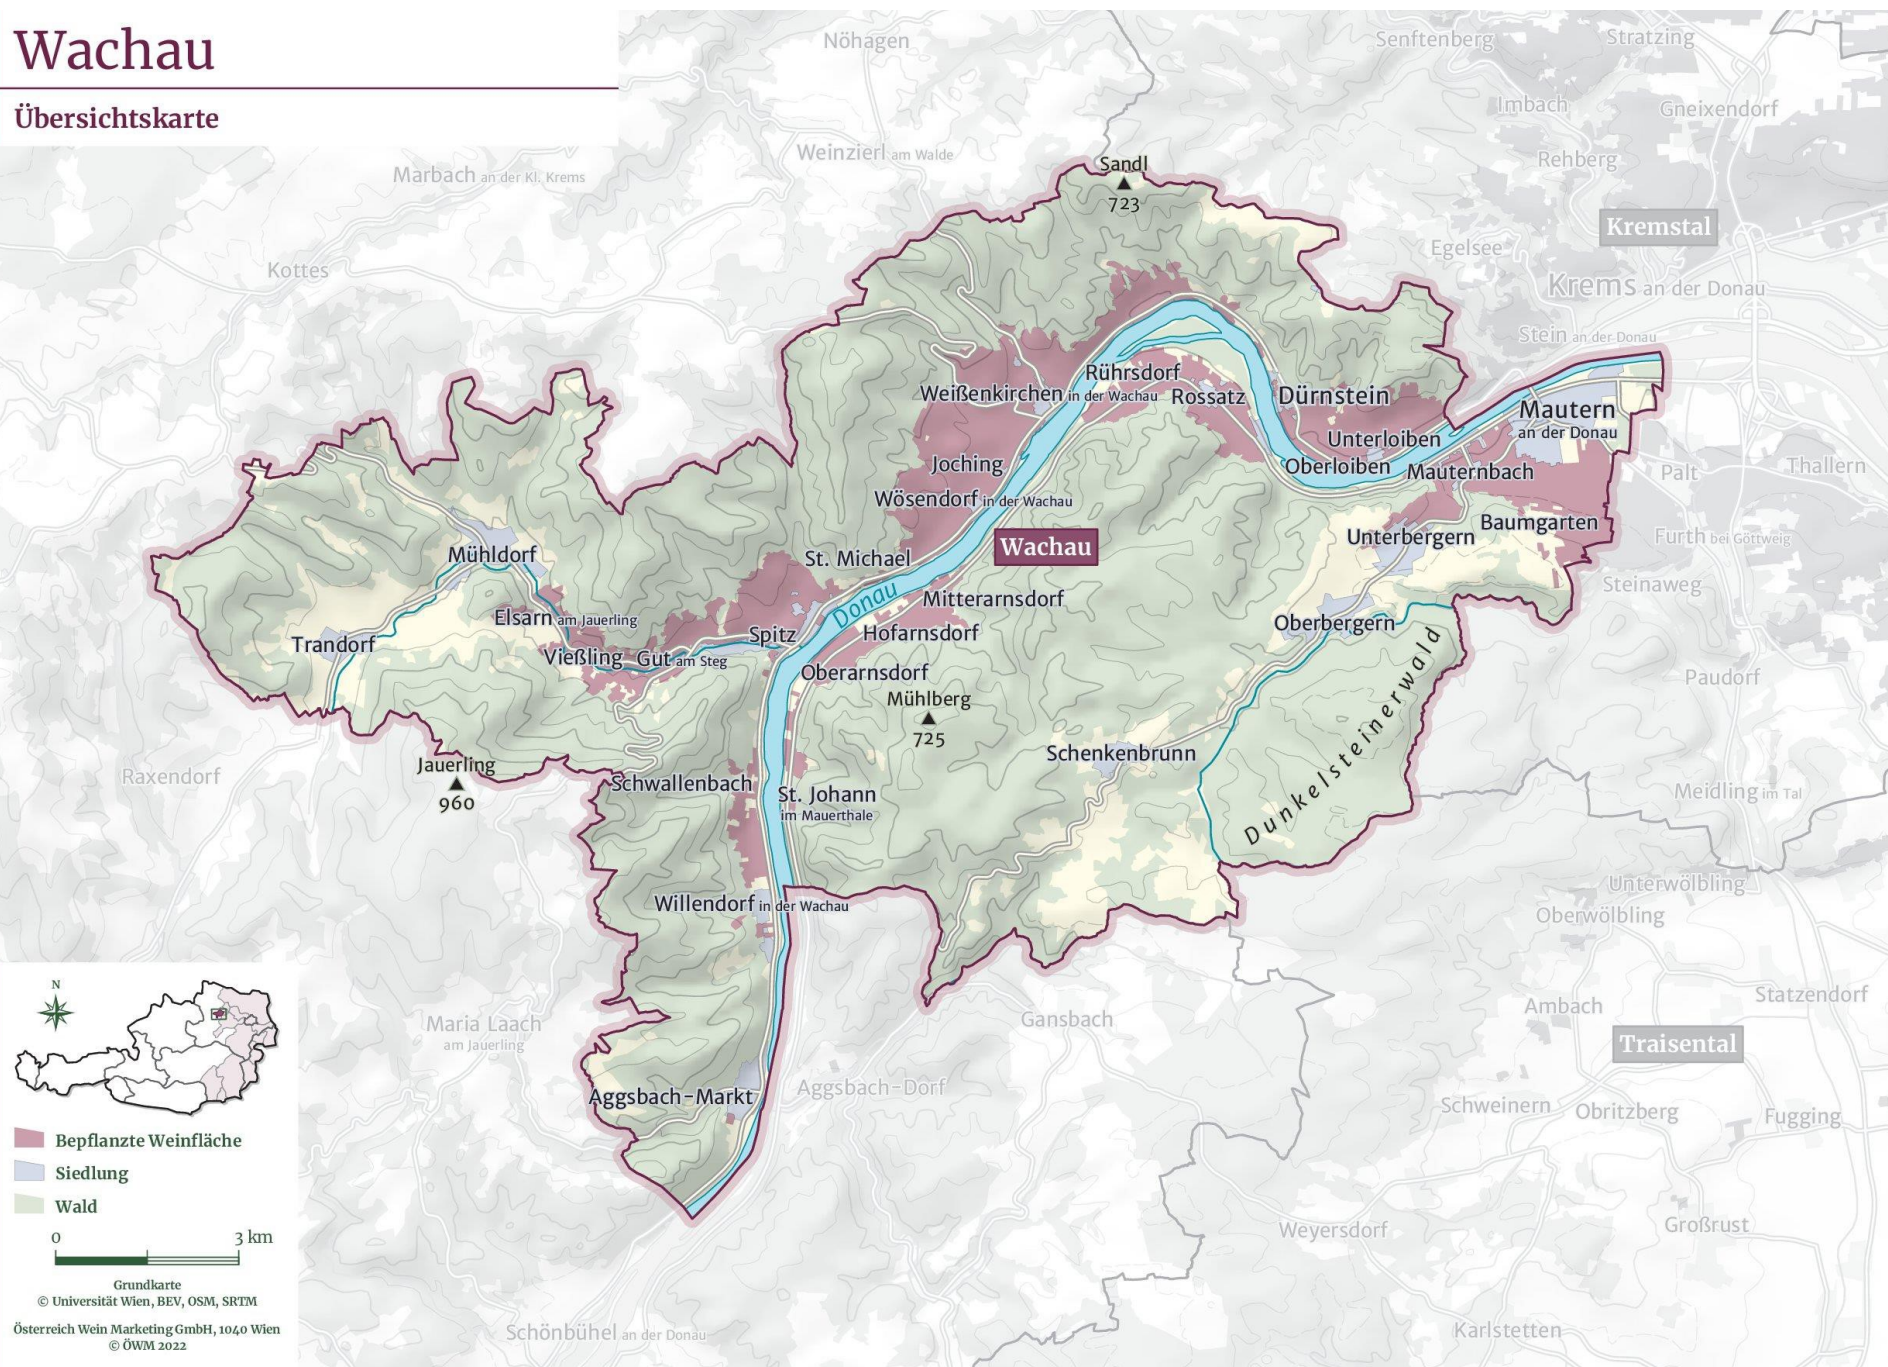 Wachau
Übersichtskarte
Nöhagen
Senftenberg
Stratzing
Imbach
Gneixendorf
Weinzierl am Walde
Sandl
723
Rehberg
Marbach an der Kl. Krems
Kremstal
Egelsee
Kottes
Krems an der Donau
Stein an der Donau
Rührsdorf
Weißenkirchen in der Wachau
Rossatz
Dürnstein
Mautern
an der Donau
Unterloiben
Joching
Oberloiben
Mauternbach
Palt
Thallern
Wösendorf in der Wachau
Baumgarten
Unterbergern
Furth bei Göttweig
Wachau
Mühldorf
St. Michael
Steinaweg
Donau
Mitterarnsdorf
Elsarn am Jauerling
Oberbergern
Trandorf
Spitz
Hofarnsdorf
Vießling
Gut am Steg
Oberarnsdorf
Paudorf
Mühlberg
725
Dunkelsteinerwald
Schenkenbrunn
Jauerling
960
Raxendorf
Schwallenbach
St. Johann
im Mauerthale
Meidling im Tal
Unterwölbling
Willendorf in der Wachau
Oberwölbling
N
Maria Laach
am Jauerling
Gansbach
Ambach
Statzendorf
Traisental
Aggsbach-Markt
Aggsbach-Dorf
Schweinern
Obritzberg
Fugging
Bepflanzte Weinfläche
Siedlung
Wald
0 3 km
Weyersdorf
Großrust
Grundkarte
© Universität Wien, BEV, OSM, SRTM
Österreich Wein Marketing GmbH, 1040 Wien
© ÖWM 2022
Schönbühel an der Donau
Karlstetten